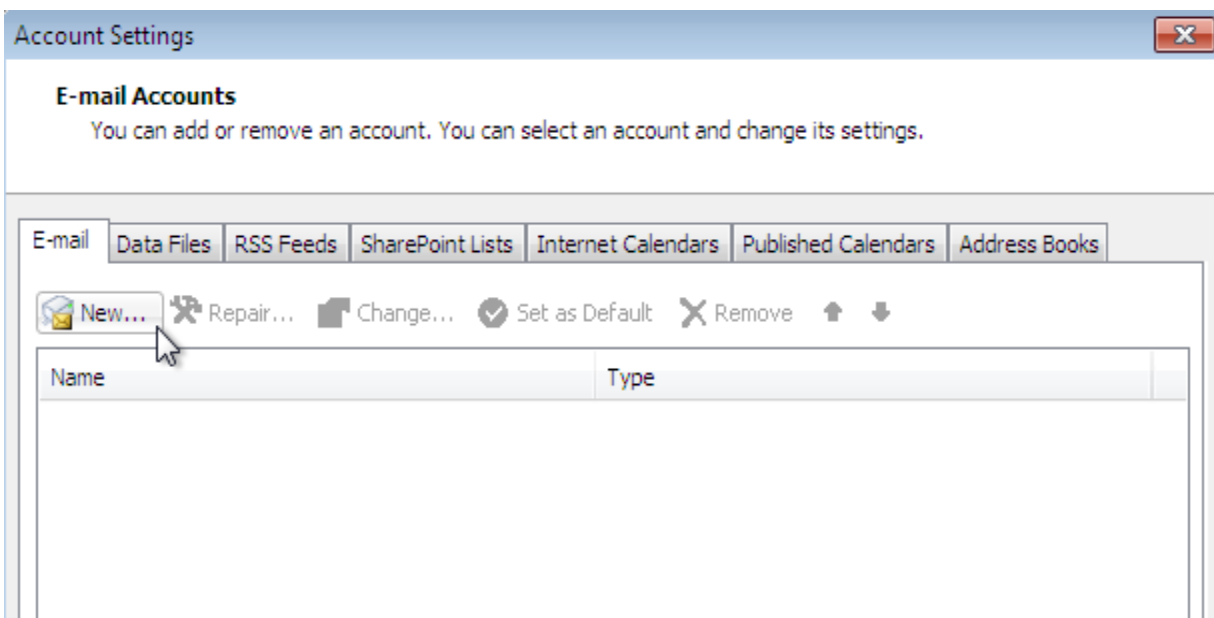 Account Settings
E-mail Accounts
You can add or remove an account. You can select an account and change its settings.
E-mail Data Files RSS Feeds SharePoint Lists Internet Calendars Published Calendars Address Books
New... Repair... Change... Set as Default Remove
Name Type